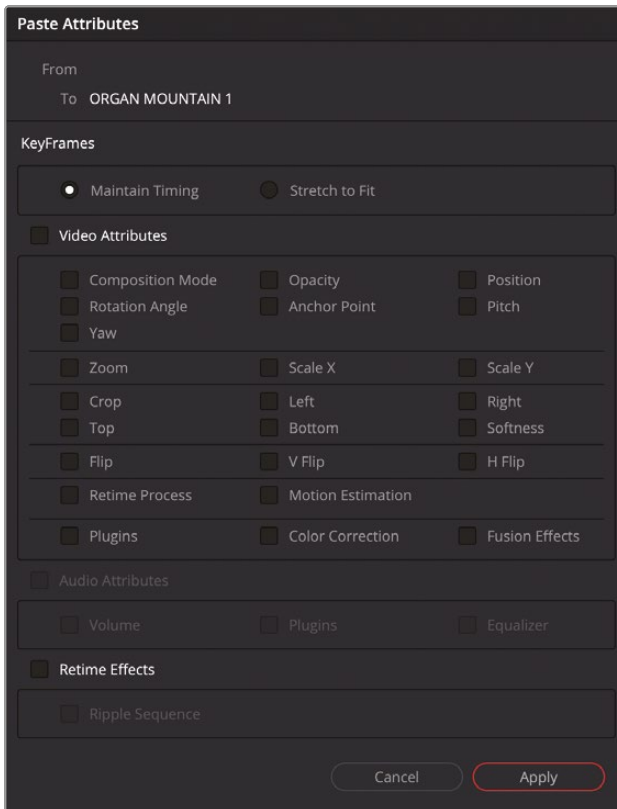 Paste Attributes
From
To ORGAN MOUNTAIN 1
KeyFrames
Maintain Timing Stretch to Fit
Video Attributes
Composition Mode Opacity Position
Rotation Angle Anchor Point Pitch
Yaw
Zoom Scale X Scale Y
Crop Left Right
Top Bottom Softness
Flip V Flip H Flip
Retime Process Motion Estimation
Plugins Color Correction Fusion Effects
Audio Attributes
Volume Plugins Equalizer
Retime Effects
Ripple Sequence
Cancel Apply